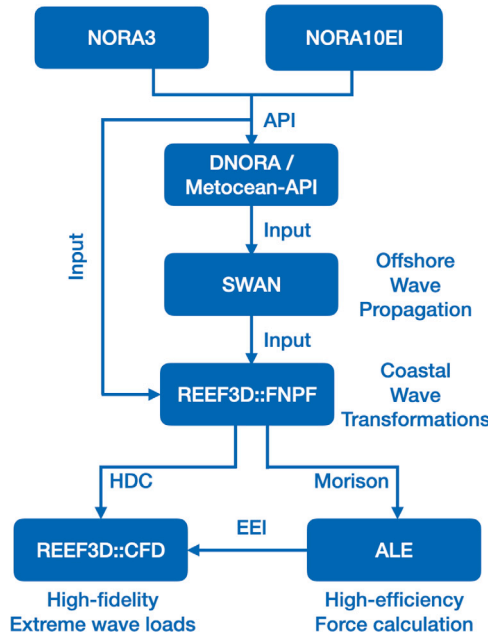 NORA3
NORA10EI
API
DNORA /
Metocean-API
Input
Input
SWAN
Offshore
Wave
Propagation
Input
REEF3D::FNPF
Coastal
Wave
Transformations
HDC
Morison
REEF3D::CFD
EEI
ALE
High-fidelity
Extreme wave loads
High-efficiency
Force calculation